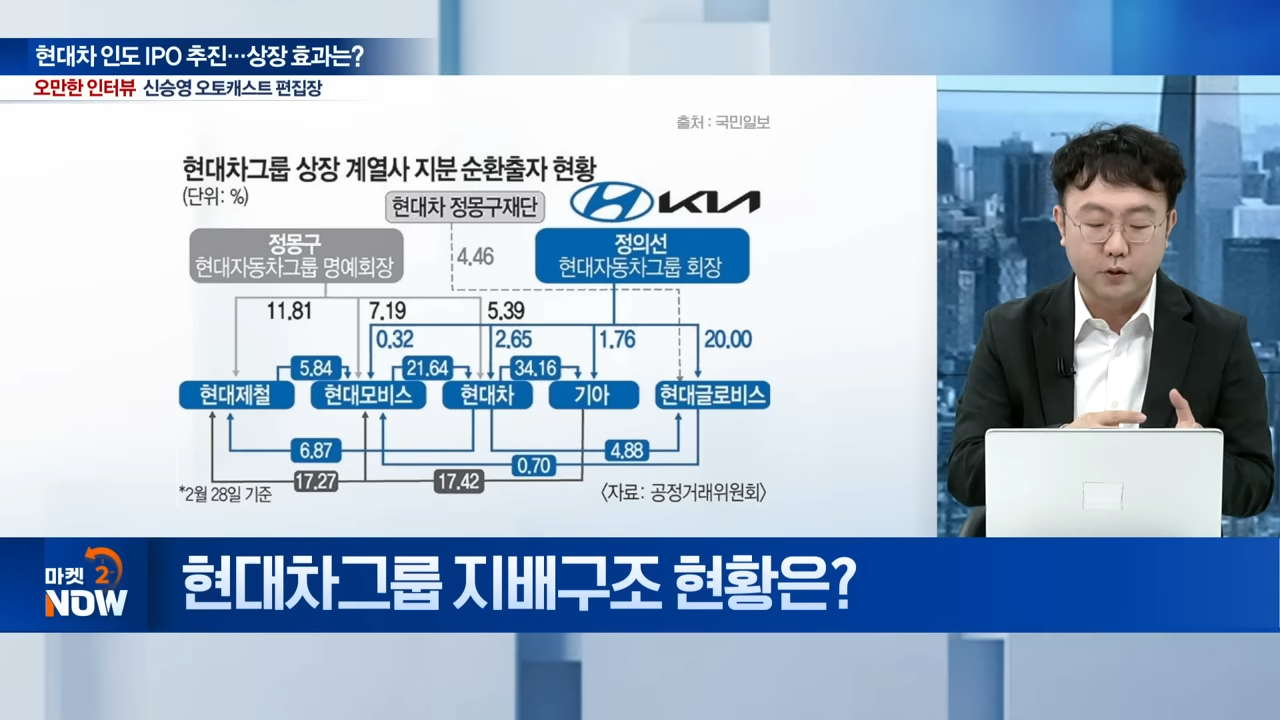 현대차 인도 IPO 추진…상장 효과는?
오만한 인터뷰 신승영 오토캐스트 편집장
출처 : 국민일보
현대차그룹 상장 계열사 지분 순환출자 현황
(단위: %)
현대차 정몽구재단
KIA
정몽구
현대자동차그룹 명예회장
4.46
정의선
현대자동차그룹 회장
11.81 7.19 5.39
0.32 2.65 1.76 20.00
5.84 21.64 34.16
현대제철 현대모비스 현대차 기아 현대글로비스
6.87 4.88
0.70
17.27 17.42
*2월 28일 기준
〈자료: 공정거래위원회〉
마켓 2
NOW
현대차그룹 지배구조 현황은?